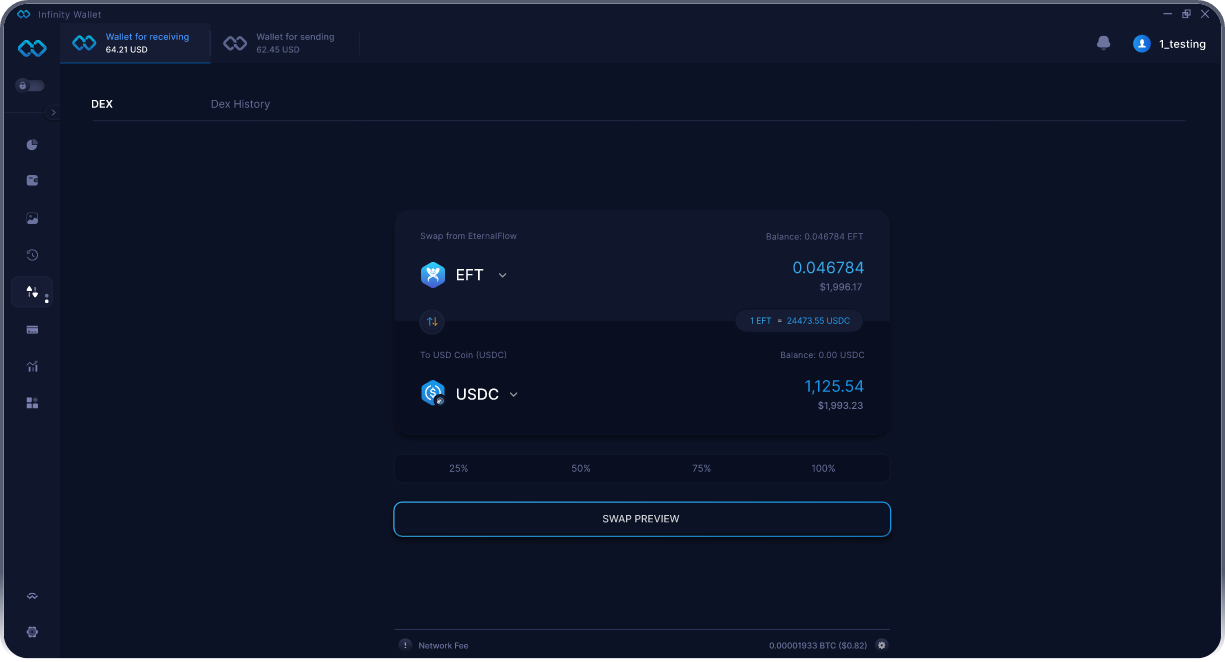 Infinity Wallet
Wallet for receiving
64.21 USD
Wallet for sending
62.45 USD
1_testing
DEX
Dex History
Swap from EternalFlow
Balance: 0.046784 EFT
EFT
0.046784
$1,996.17
1 EFT = 24473.55 USDC
To USD Coin (USDC)
Balance: 0.00 USDC
USDC
1,125.54
$1,993.23
25% 50% 75% 100%
SWAP PREVIEW
Network Fee
0.00001933 BTC ($0.82)